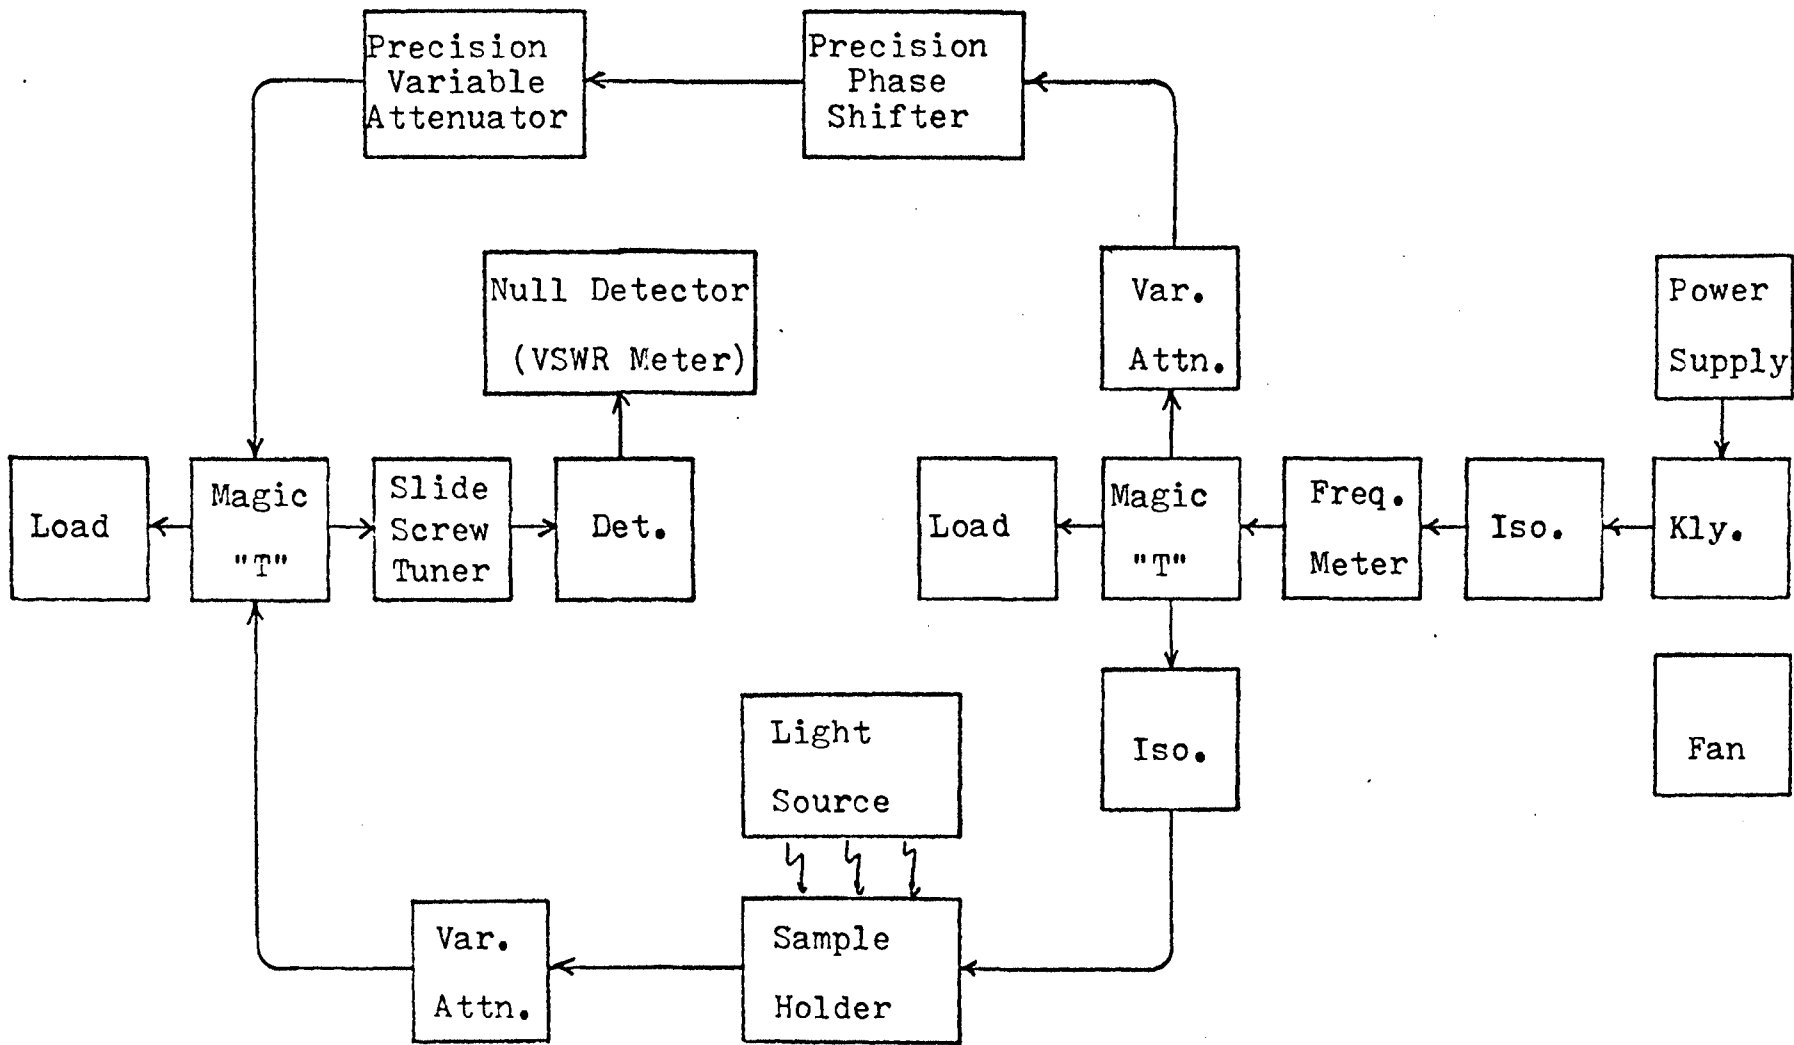 Precision
Variable
Attenuator
Precision
Phase
Shifter
Null Detector
(VSWR Meter)
Var.
Attn.
Power
Supply
Load
Magic
"T"
Slide
Screw
Tuner
Det.
Load
Magic
"T"
Freq.
Meter
Iso.
Kly.
Light
Source
Iso.
Fan
Var.
Attn.
Sample
Holder